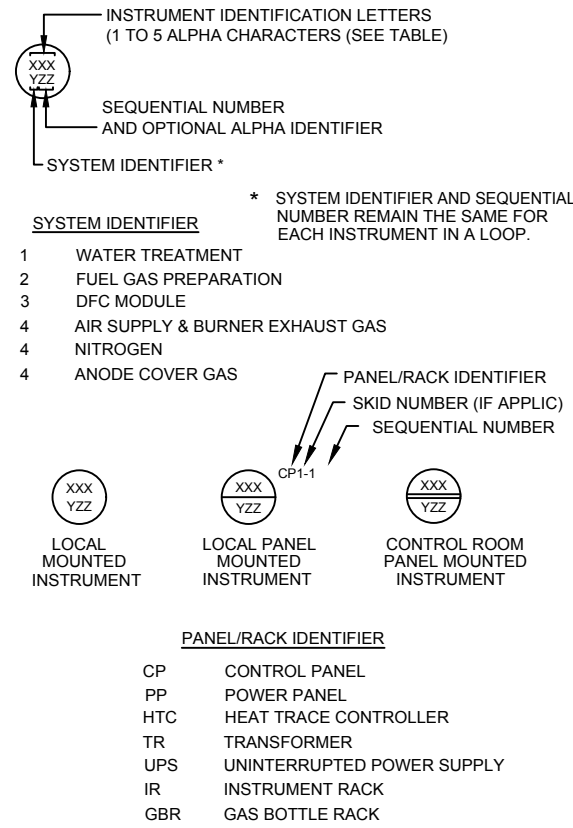 INSTRUMENT IDENTIFICATION LETTERS
(1 TO 5 ALPHA CHARACTERS (SEE TABLE)
XXX
YZZ
SEQUENTIAL NUMBER
AND OPTIONAL ALPHA IDENTIFIER
SYSTEM IDENTIFIER *
* SYSTEM IDENTIFIER AND SEQUENTIAL
NUMBER REMAIN THE SAME FOR
EACH INSTRUMENT IN A LOOP.
SYSTEM IDENTIFIER
1 WATER TREATMENT
2 FUEL GAS PREPARATION
3 DFC MODULE
4 AIR SUPPLY & BURNER EXHAUST GAS
4 NITROGEN
4 ANODE COVER GAS
PANEL/RACK IDENTIFIER
SKID NUMBER (IF APPLIC)
SEQUENTIAL NUMBER
CP1-1
XXX
YZZ
LOCAL
MOUNTED
INSTRUMENT
XXX
YZZ
LOCAL PANEL
MOUNTED
INSTRUMENT
XXX
YZZ
CONTROL ROOM
PANEL MOUNTED
INSTRUMENT
PANEL/RACK IDENTIFIER
CP CONTROL PANEL
PP POWER PANEL
HTC HEAT TRACE CONTROLLER
TR TRANSFORMER
UPS UNINTERRUPTED POWER SUPPLY
IR INSTRUMENT RACK
GBR GAS BOTTLE RACK